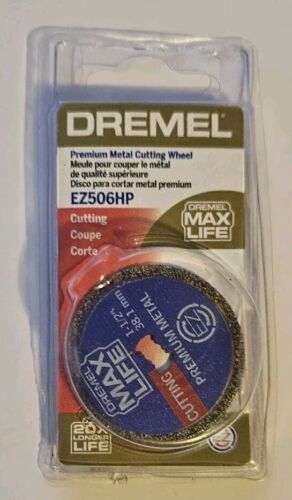 DREMEL
Premium Metal Cutting Wheel
Meule pour couper le métal
de qualité supérieure
Disco para cortar metal premium
EZ506HP
Cutting
Coupe
Corte
DREMEL
MAX
LIFE
DREMEL
MAX
LIFE
1-1/2"
38.1 mm
CUTTING
PREMIUM METAL
EZ
20X
LONGER
LIFE